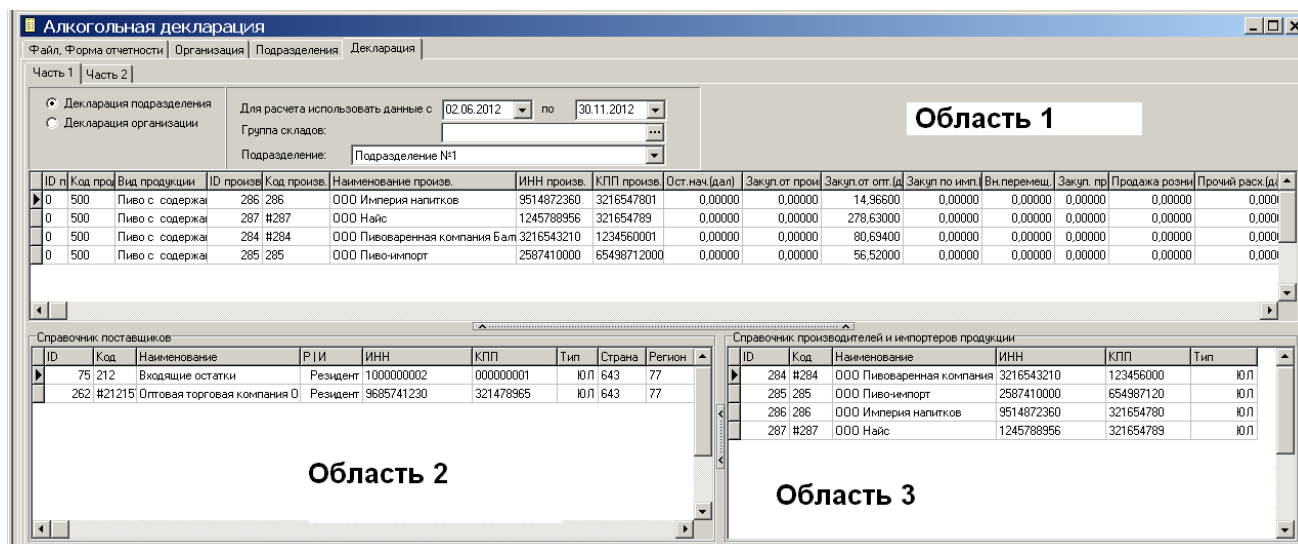 Алкогольная декларация
Файл, Форма отчетности Организация Подразделения Декларация
Часть 1 Часть 2
Декларация подразделения
Декларация организации
Для расчета использовать данные с 02.06.2012 по 30.11.2012
Группа складов: ...
Подразделение: Подразделение №1
Область 1
ID п Код прод Вид продукции ID произв Код произв. Наименование произв. ИНН произв. КПП произв. Ост.нач.(дал) Закуп.от прои Закуп.от опт.(д Закуп по имп.( Вн.перемещ. Закуп. пр Продажа розни Прочий расх.(да
0 500 Пиво с содержа 286 286 ООО Империя напитков 9514872360 3216547801 0,00000 0,00000 14,96600 0,00000 0,00000 0,00000 0,00000 0,000
0 500 Пиво с содержа 287 #287 ООО Найс 1245788956 321654789 0,00000 0,00000 278,63000 0,00000 0,00000 0,00000 0,00000 0,000
0 500 Пиво с содержа 284 #284 ООО Пивоваренная компания Балт 3216543210 1234560001 0,00000 0,00000 80,69400 0,00000 0,00000 0,00000 0,00000 0,000
0 500 Пиво с содержа 285 285 ООО Пиво-импорт 2587410000 65498712000 0,00000 0,00000 56,52000 0,00000 0,00000 0,00000 0,00000 0,000
Справочник поставщиков
ID Код Наименование Р|И ИНН КПП Тип Страна Регион
75 212 Входящие остатки Резидент 1000000002 000000001 ЮЛ 643 77
262 #21215 Оптовая торговая компания О Резидент 9685741230 321478965 ЮЛ 643 77
Область 2
Справочник производителей и импортеров продукции
ID Код Наименование ИНН КПП Тип
284 #284 ООО Пивоваренная компания 3216543210 123456000 ЮЛ
285 285 ООО Пиво-импорт 2587410000 654987120 ЮЛ
286 286 ООО Империя напитков 9514872360 321654780 ЮЛ
287 #287 ООО Найс 1245788956 321654789 ЮЛ
Область 3